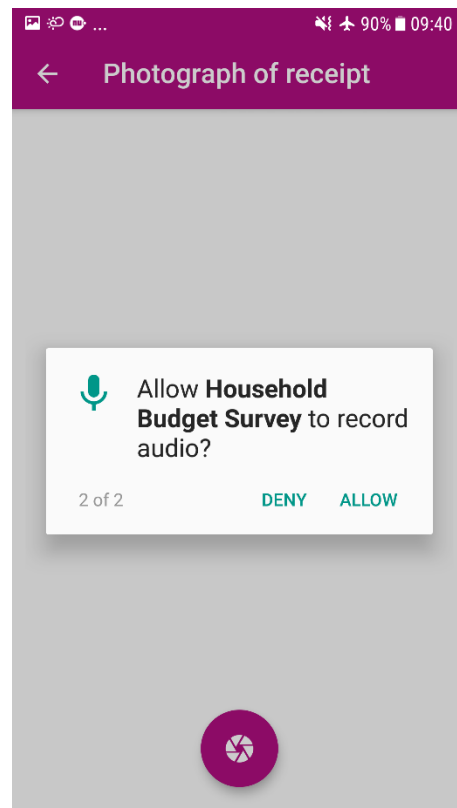 ... 90% 09:40
Photograph of receipt
Allow Household
Budget Survey to record
audio?
2 of 2 DENY ALLOW